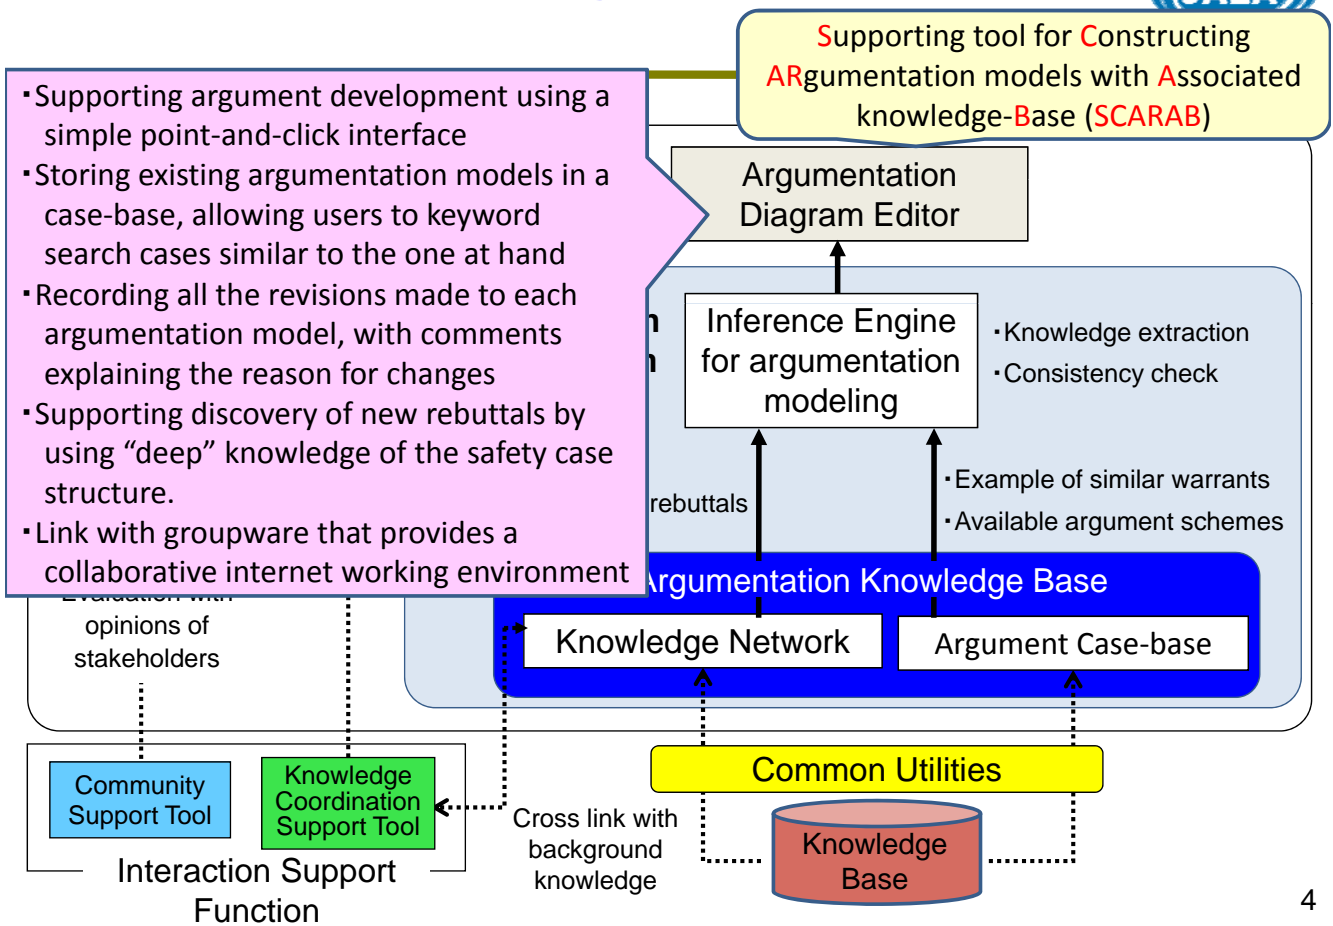 Supporting tool for Constructing
ARgumentation models with Associated
knowledge-Base (SCARAB)
・Supporting argument development using a
simple point-and-click interface
・Storing existing argumentation models in a
case-base, allowing users to keyword
search cases similar to the one at hand
・Recording all the revisions made to each
argumentation model, with comments
explaining the reason for changes
・Supporting discovery of new rebuttals by
using “deep” knowledge of the safety case
structure.
・Link with groupware that provides a
collaborative internet working environment
Argumentation
Diagram Editor
Inference Engine
for argumentation
modeling
・Knowledge extraction
・Consistency check
rebuttals
・Example of similar warrants
・Available argument schemes
Argumentation Knowledge Base
Knowledge Network
Argument Case-base
Evaluation with
opinions of
stakeholders
Community
Support Tool
Knowledge
Coordination
Support Tool
Interaction Support
Function
Common Utilities
Cross link with
background
knowledge
Knowledge
Base
4